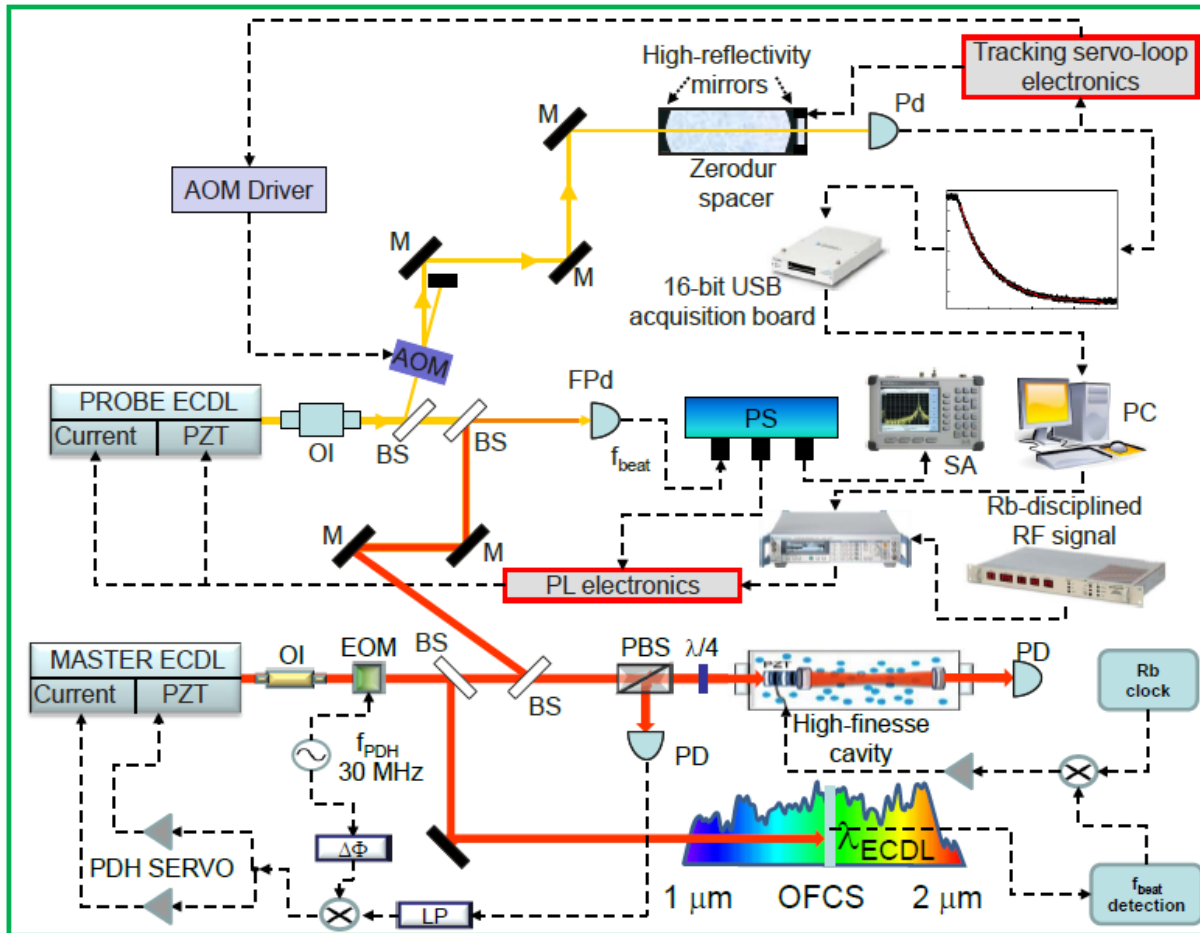 High-reflectivity
mirrors
Tracking servo-loop
electronics
M
Pd
Zerodur
spacer
AOM Driver
M
M
16-bit USB
acquisition board
AOM
FPd
PROBE ECDL
Current
PZT
OI
BS
BS
f_beat
PS
SA
PC
Rb-disciplined
RF signal
M
M
PL electronics
MASTER ECDL
Current
PZT
OI
EOM
BS
BS
PBS
λ/4
PZT
PD
High-finesse
cavity
Rb
clock
f_PDH
30 MHz
PD
PDH SERVO
ΔΦ
LP
λ_ECDL
1 μm
OFCS
2 μm
f_beat
detection